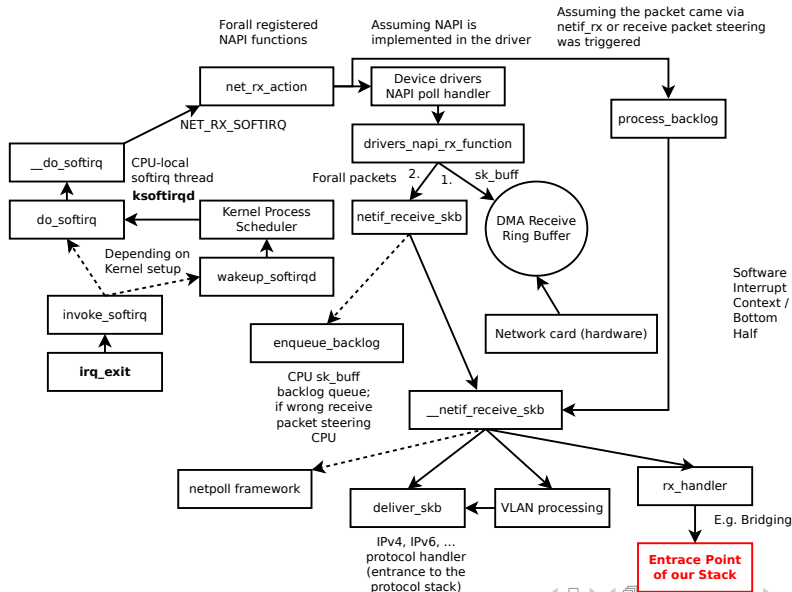 Forall registered
NAPI functions
Assuming NAPI is
implemented in the driver
Assuming the packet came via
netif_rx or receive packet steering
was triggered
net_rx_action
Device drivers
NAPI poll handler
process_backlog
NET_RX_SOFTIRQ
drivers_napi_rx_function
__do_softirq
CPU-local
softirq thread
ksoftirqd
Forall packets
2.
1.
sk_buff
do_softirq
Kernel Process
Scheduler
netif_receive_skb
DMA Receive
Ring Buffer
Depending on
Kernel setup
wakeup_softirqd
Software
Interrupt
Context /
Bottom
Half
invoke_softirq
enqueue_backlog
Network card (hardware)
irq_exit
CPU sk_buff
backlog queue;
if wrong receive
packet steering
CPU
__netif_receive_skb
netpoll framework
deliver_skb
VLAN processing
rx_handler
E.g. Bridging
IPv4, IPv6, ...
protocol handler
(entrance to the
protocol stack)
Entrace Point
of our Stack